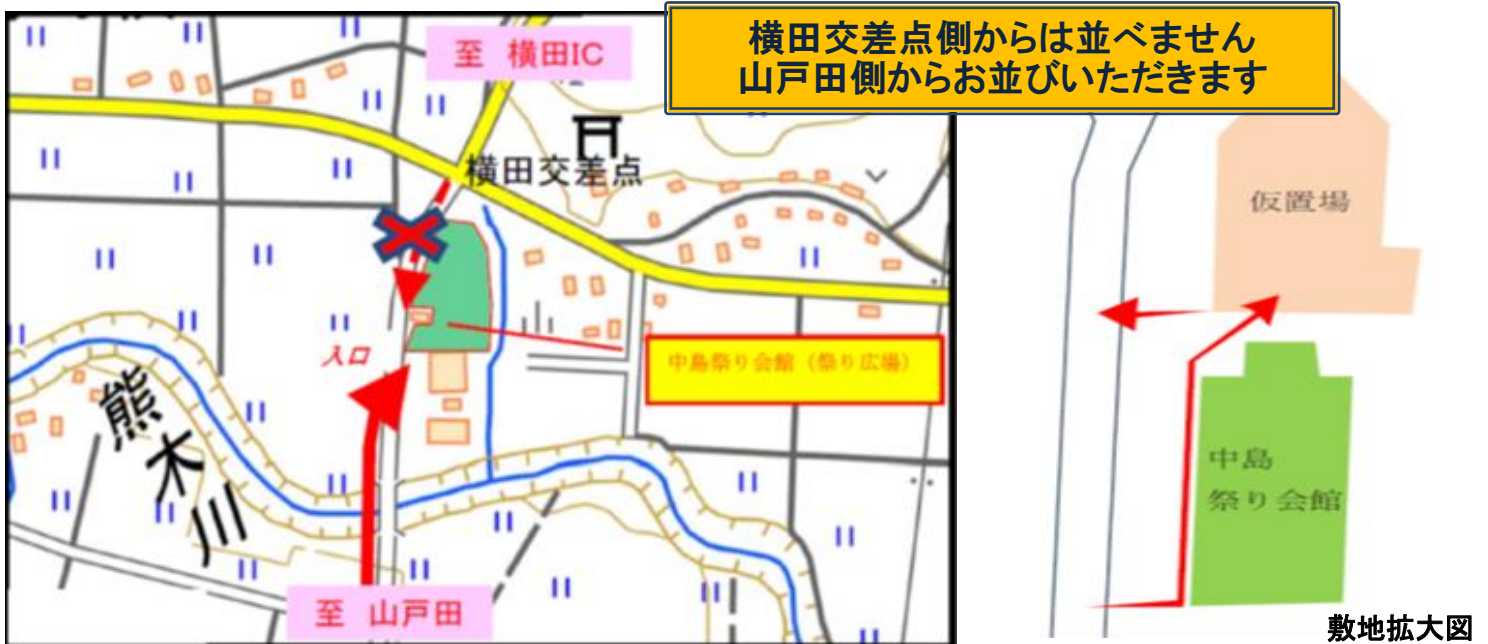 横田交差点側からは並べません
山戸田側からお並びいただきます
至 横田IC
横田交差点
入口
中島祭り会館（祭り広場）
熊木川
至 山戸田
仮置場
中島
祭り会館
敷地拡大図